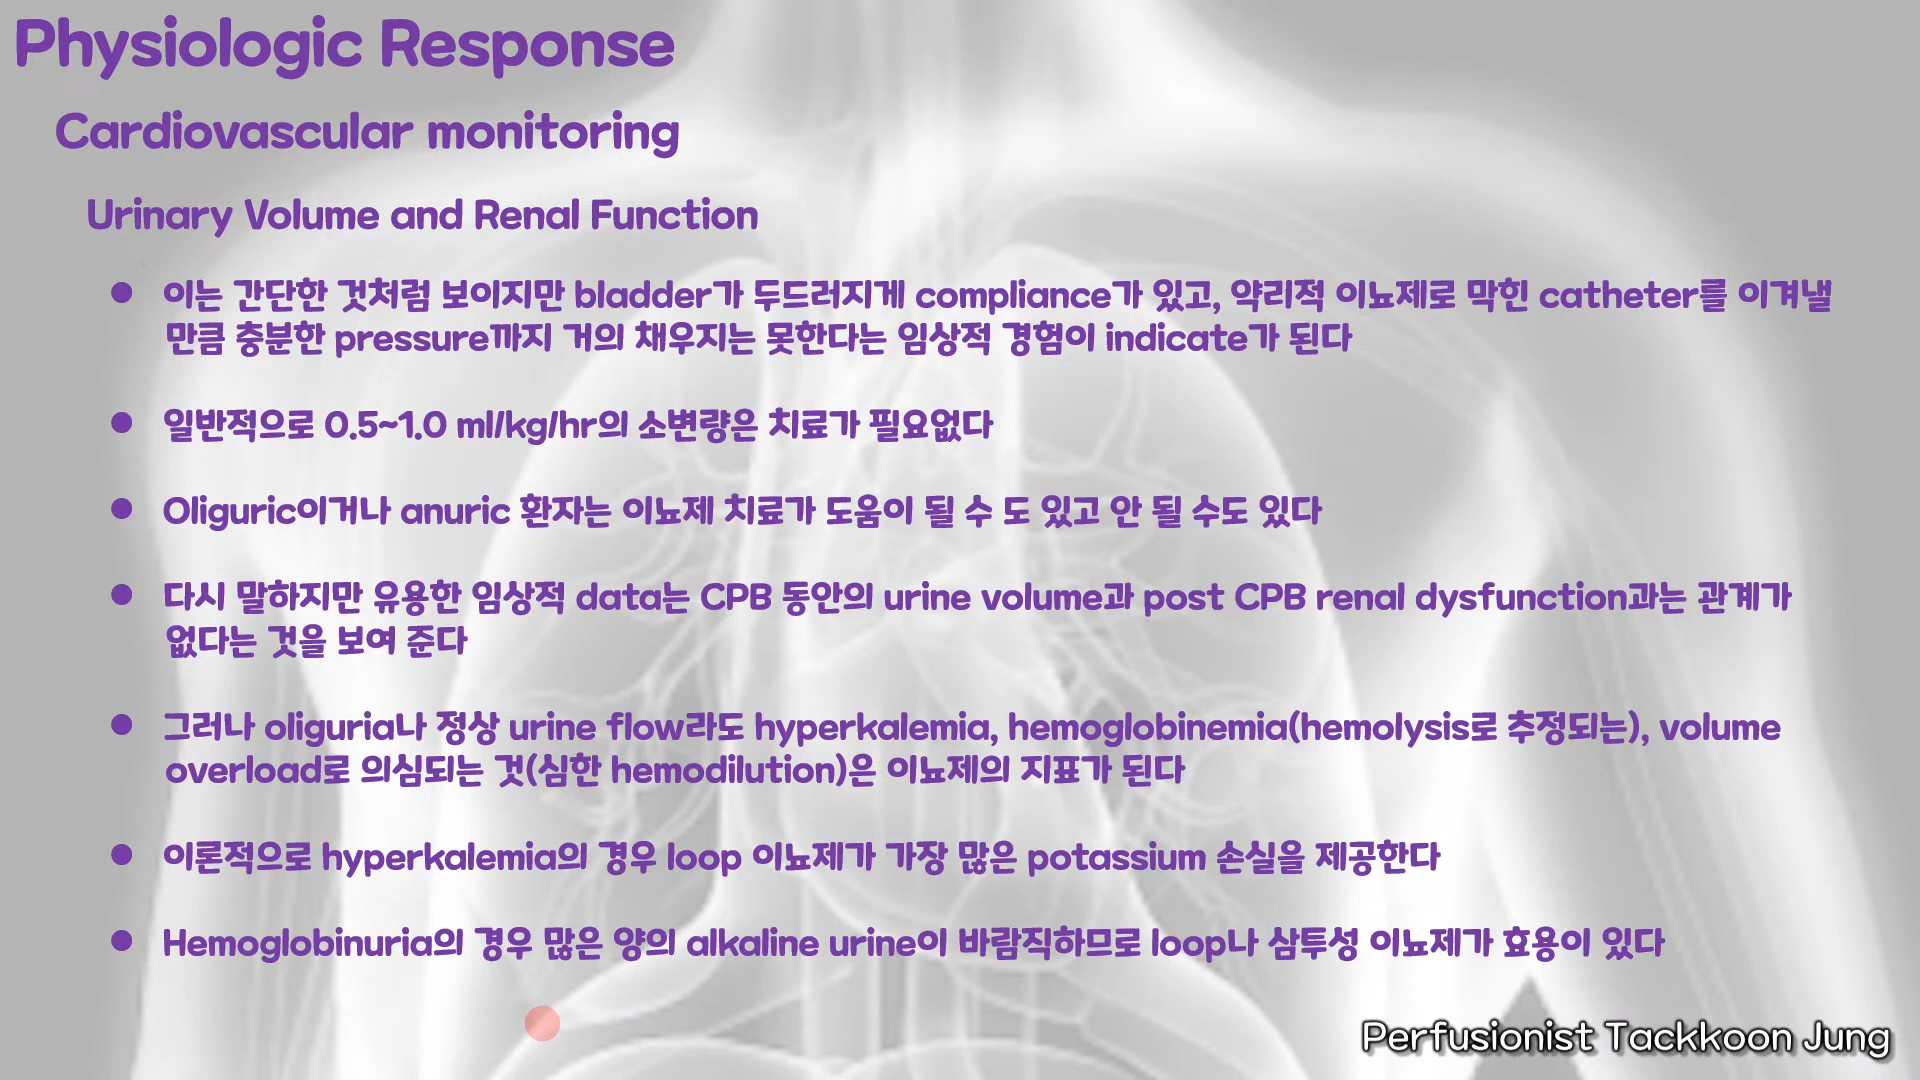 Physiologic Response
Cardiovascular monitoring
Urinary Volume and Renal Function
● 이는 간단한 것처럼 보이지만 bladder가 두드러지게 compliance가 있고, 약리적 이뇨제로 막힌 catheter를 이겨낼
만큼 충분한 pressure까지 거의 채우지는 못한다는 임상적 경험이 indicate가 된다
● 일반적으로 0.5~1.0 ml/kg/hr의 소변량은 치료가 필요없다
● Oliguric이거나 anuric 환자는 이뇨제 치료가 도움이 될 수 도 있고 안 될 수도 있다
● 다시 말하지만 유용한 임상적 data는 CPB 동안의 urine volume과 post CPB renal dysfunction과는 관계가
없다는 것을 보여 준다
● 그러나 oliguria나 정상 urine flow라도 hyperkalemia, hemoglobinemia(hemolysis로 추정되는), volume
overload로 의심되는 것(심한 hemodilution)은 이뇨제의 지표가 된다
● 이론적으로 hyperkalemia의 경우 loop 이뇨제가 가장 많은 potassium 손실을 제공한다
● Hemoglobinuria의 경우 많은 양의 alkaline urine이 바람직하므로 loop나 삼투성 이뇨제가 효용이 있다
Perfusionist Tackkoon Jung